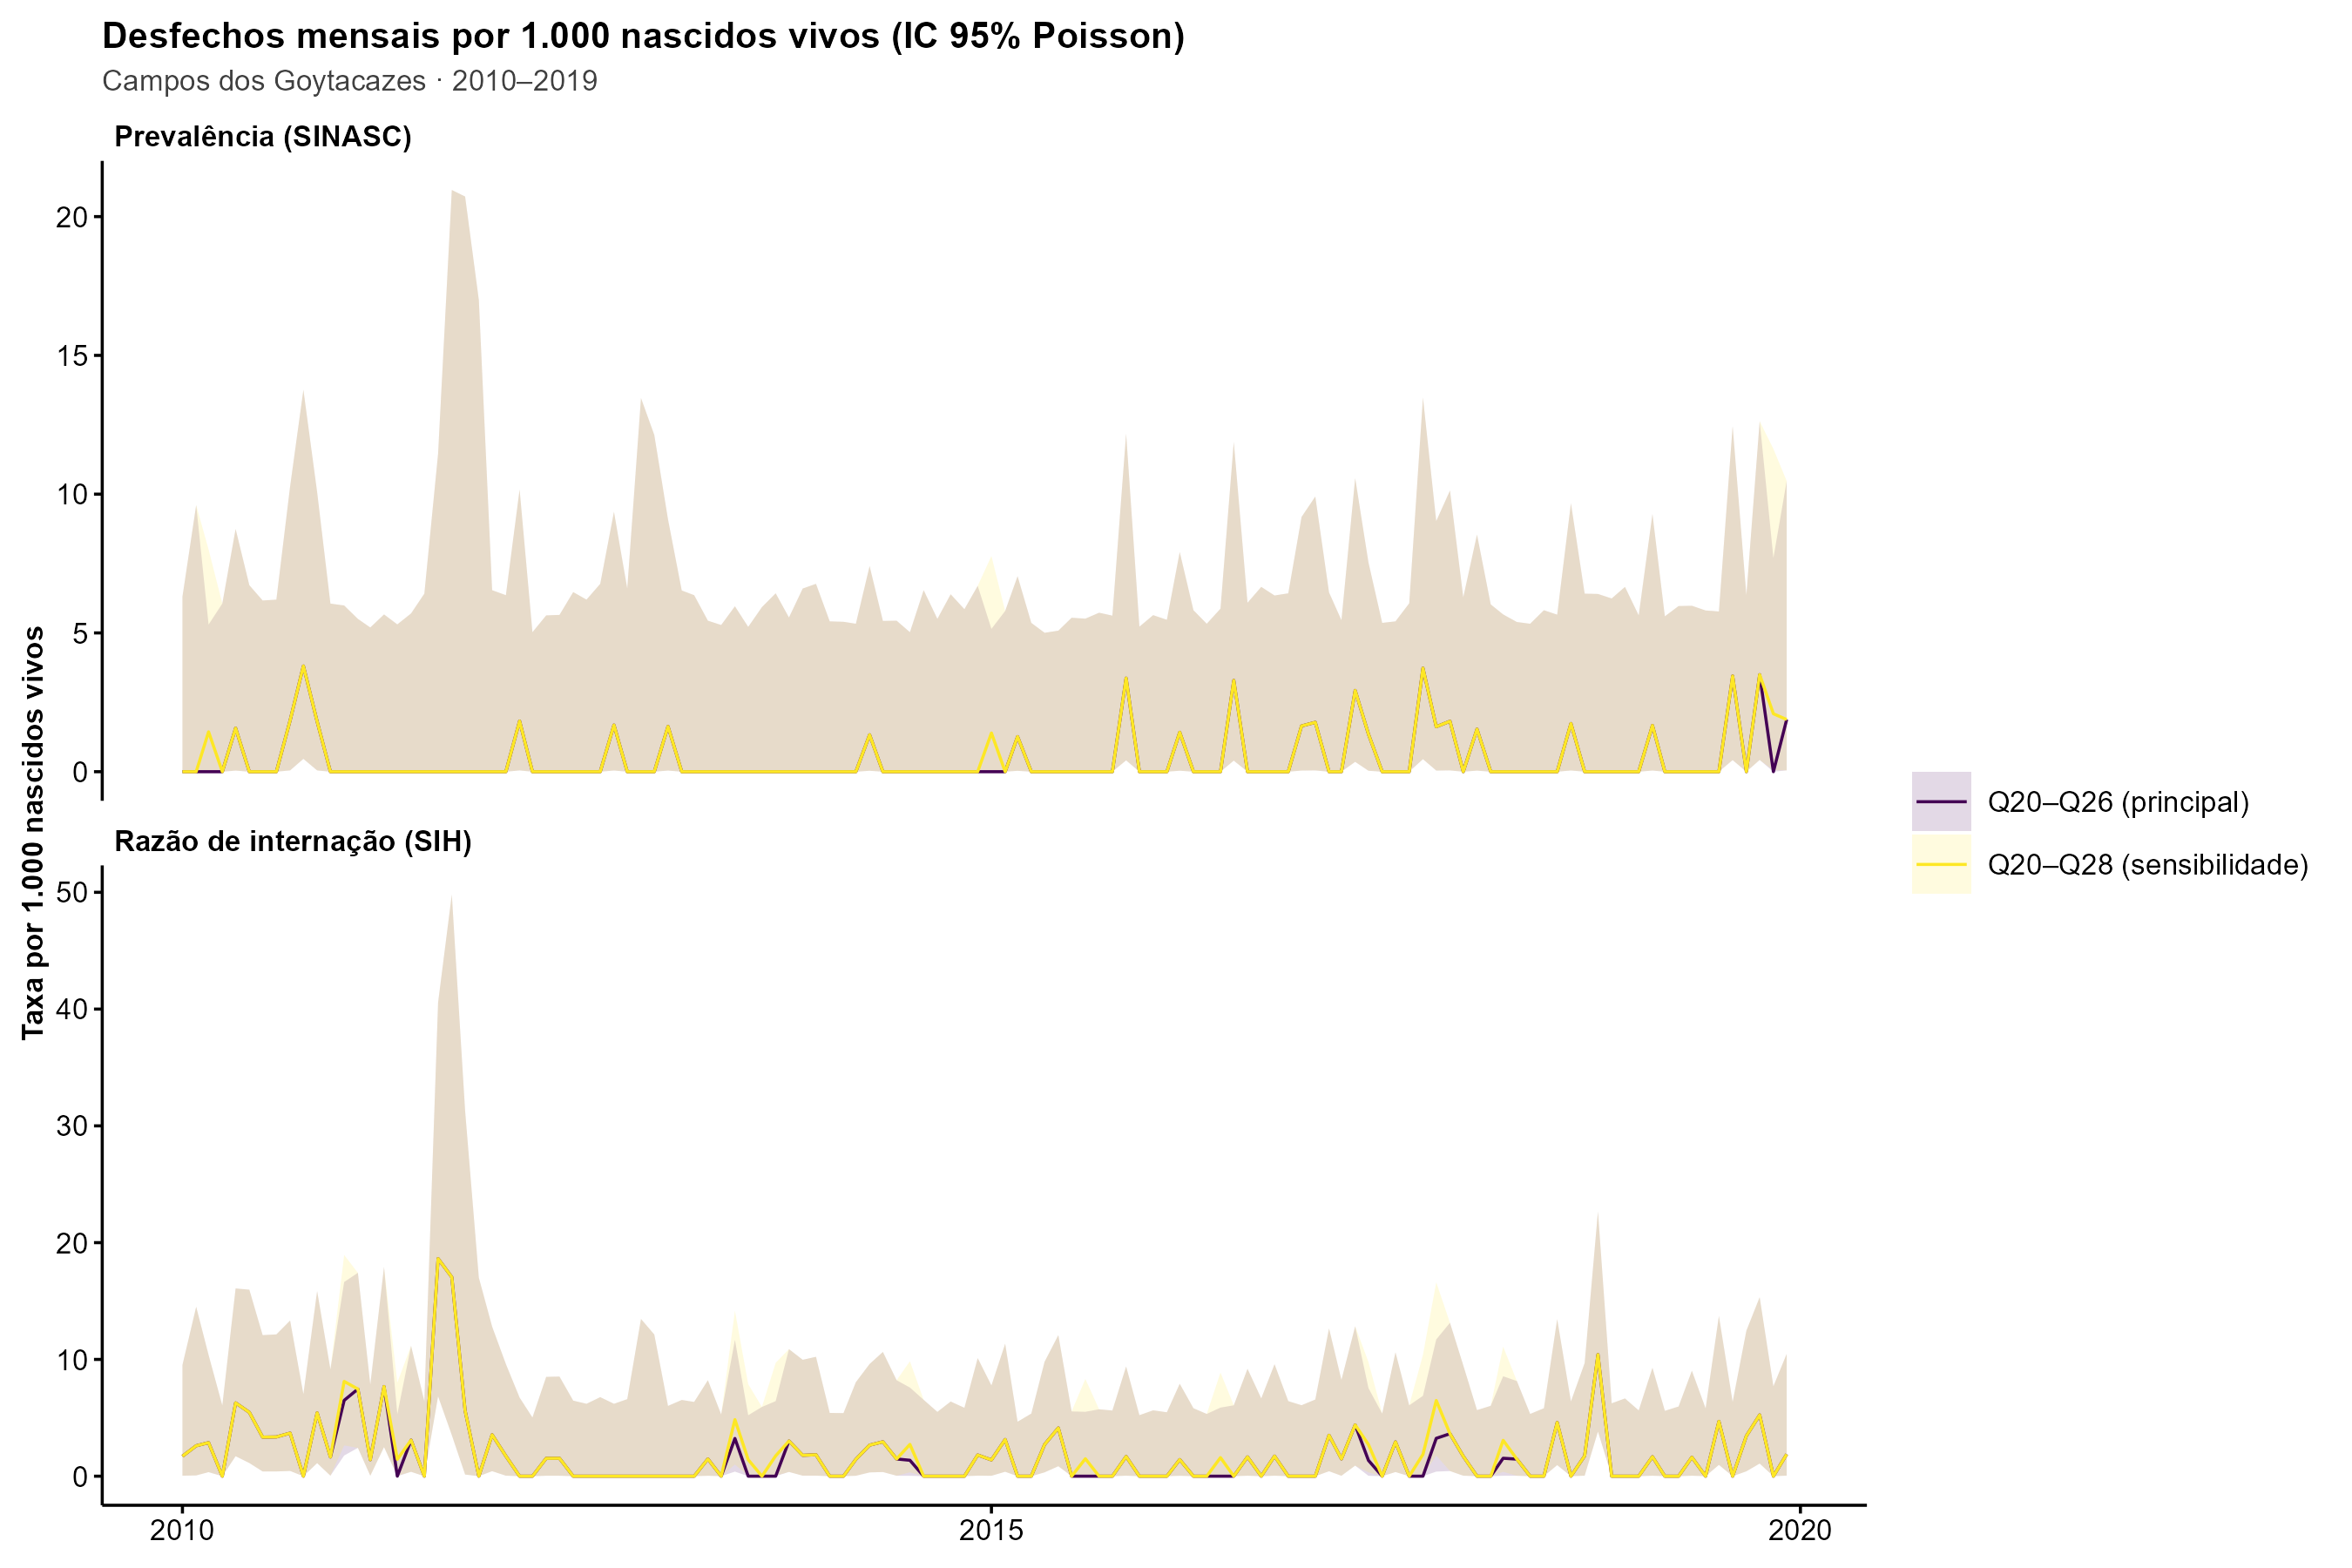 Desfechos mensais por 1.000 nascidos vivos (IC 95% Poisson)
Campos dos Goytacazes · 2010–2019
Prevalência (SINASC)
20
15
10
5
0
Taxa por 1.000 nascidos vivos
Razão de internação (SIH)
50
40
30
20
10
0
2010
2015
2020
Q20–Q26 (principal)
Q20–Q28 (sensibilidade)